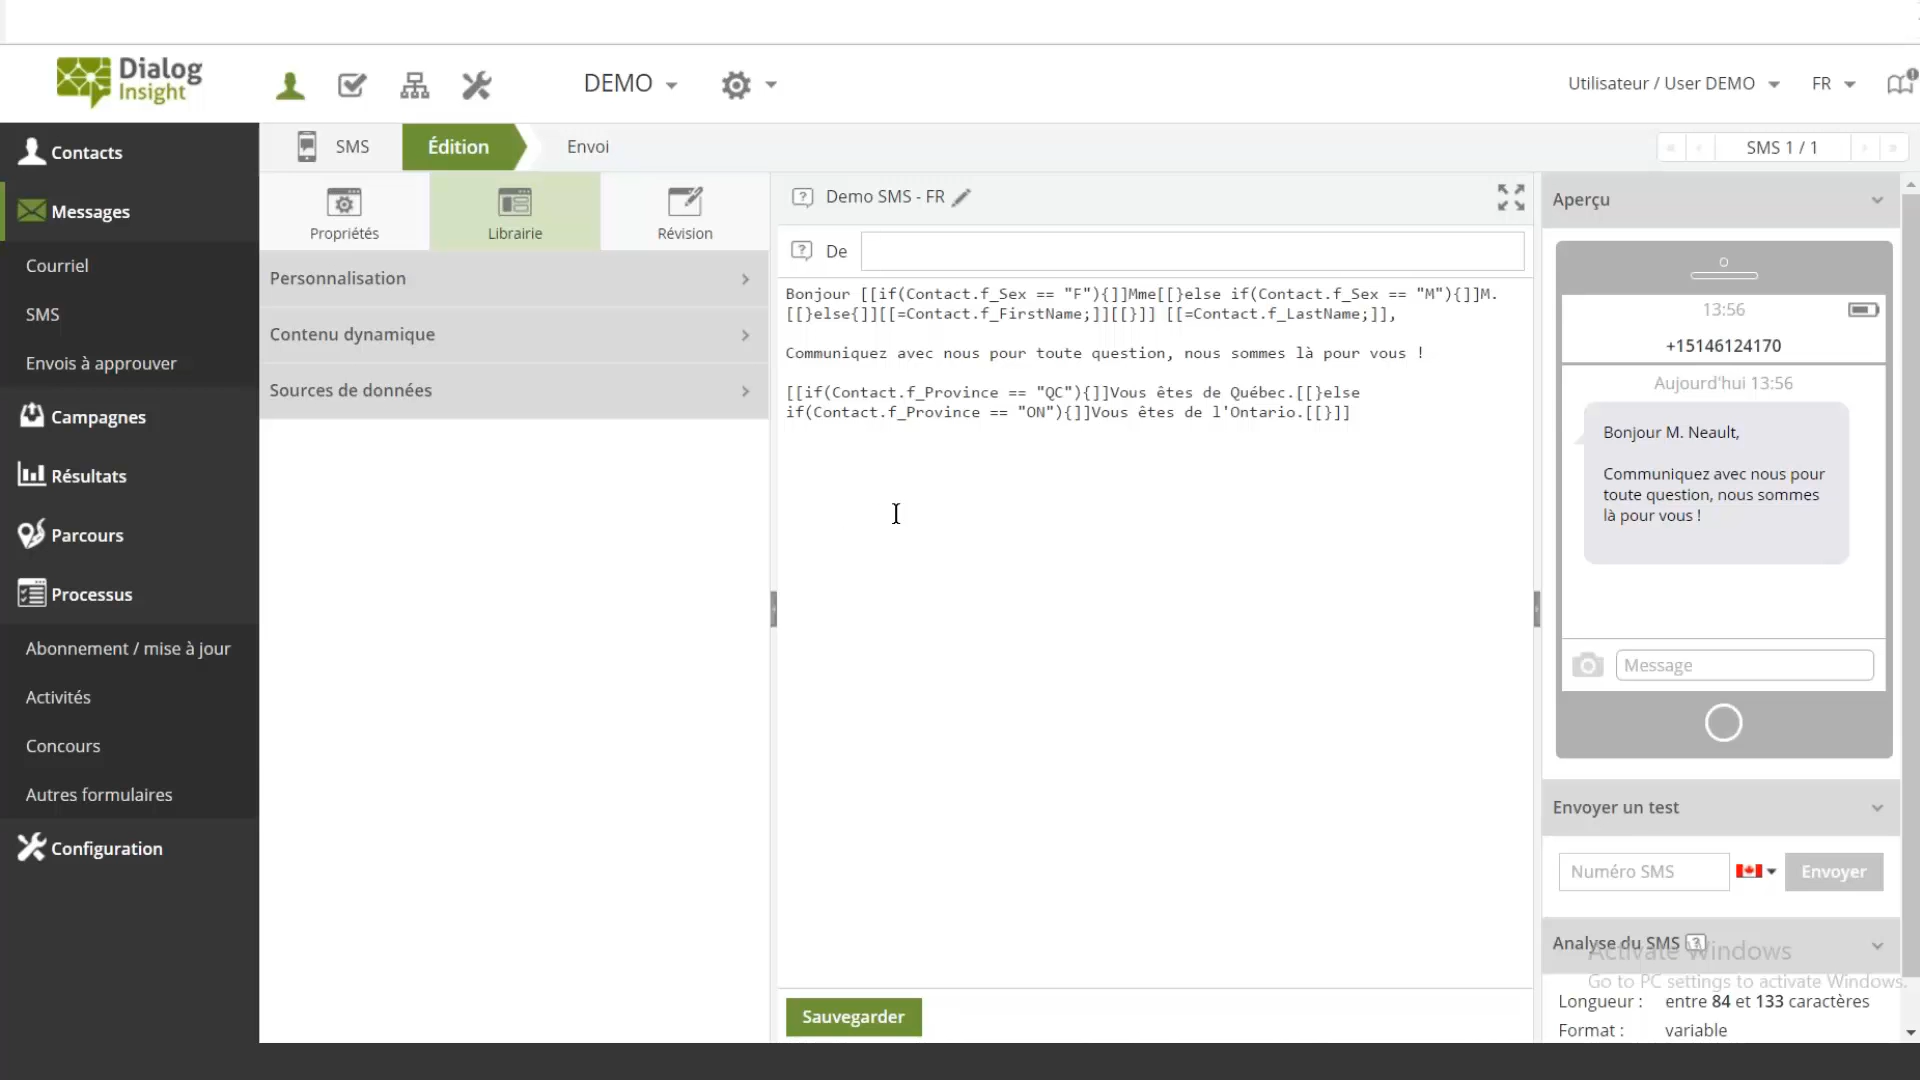 Dialog
Insight
DEMO
Utilisateur / User DEMO
FR
Contacts
Messages
Courriel
SMS
Envois à approuver
Campagnes
Résultats
Parcours
Processus
Abonnement / mise à jour
Activités
Concours
Autres formulaires
Configuration
SMS
Édition
Envoi
SMS 1 / 1
Propriétés
Librairie
Révision
Personnalisation
Contenu dynamique
Sources de données
Demo SMS - FR
De
Bonjour [[if(Contact.f_Sex == "F"){]]Mme[[}else if(Contact.f_Sex == "M"){]]M.
[[}else{]][[=Contact.f_FirstName;]][[}]] [[=Contact.f_LastName;]],
Communiquez avec nous pour toute question, nous sommes là pour vous !
[[if(Contact.f_Province == "QC"){]]Vous êtes de Québec.[[}else
if(Contact.f_Province == "ON"){]]Vous êtes de l'Ontario.[[}]]
Sauvegarder
Aperçu
13:56
+15146124170
Aujourd'hui 13:56
Bonjour M. Neault,
Communiquez avec nous pour
toute question, nous sommes
là pour vous !
Message
Envoyer un test
Numéro SMS
Envoyer
Analyse du SMS
Activate Windows
Go to PC settings to activate Windows.
Longueur : entre 84 et 133 caractères
Format : variable